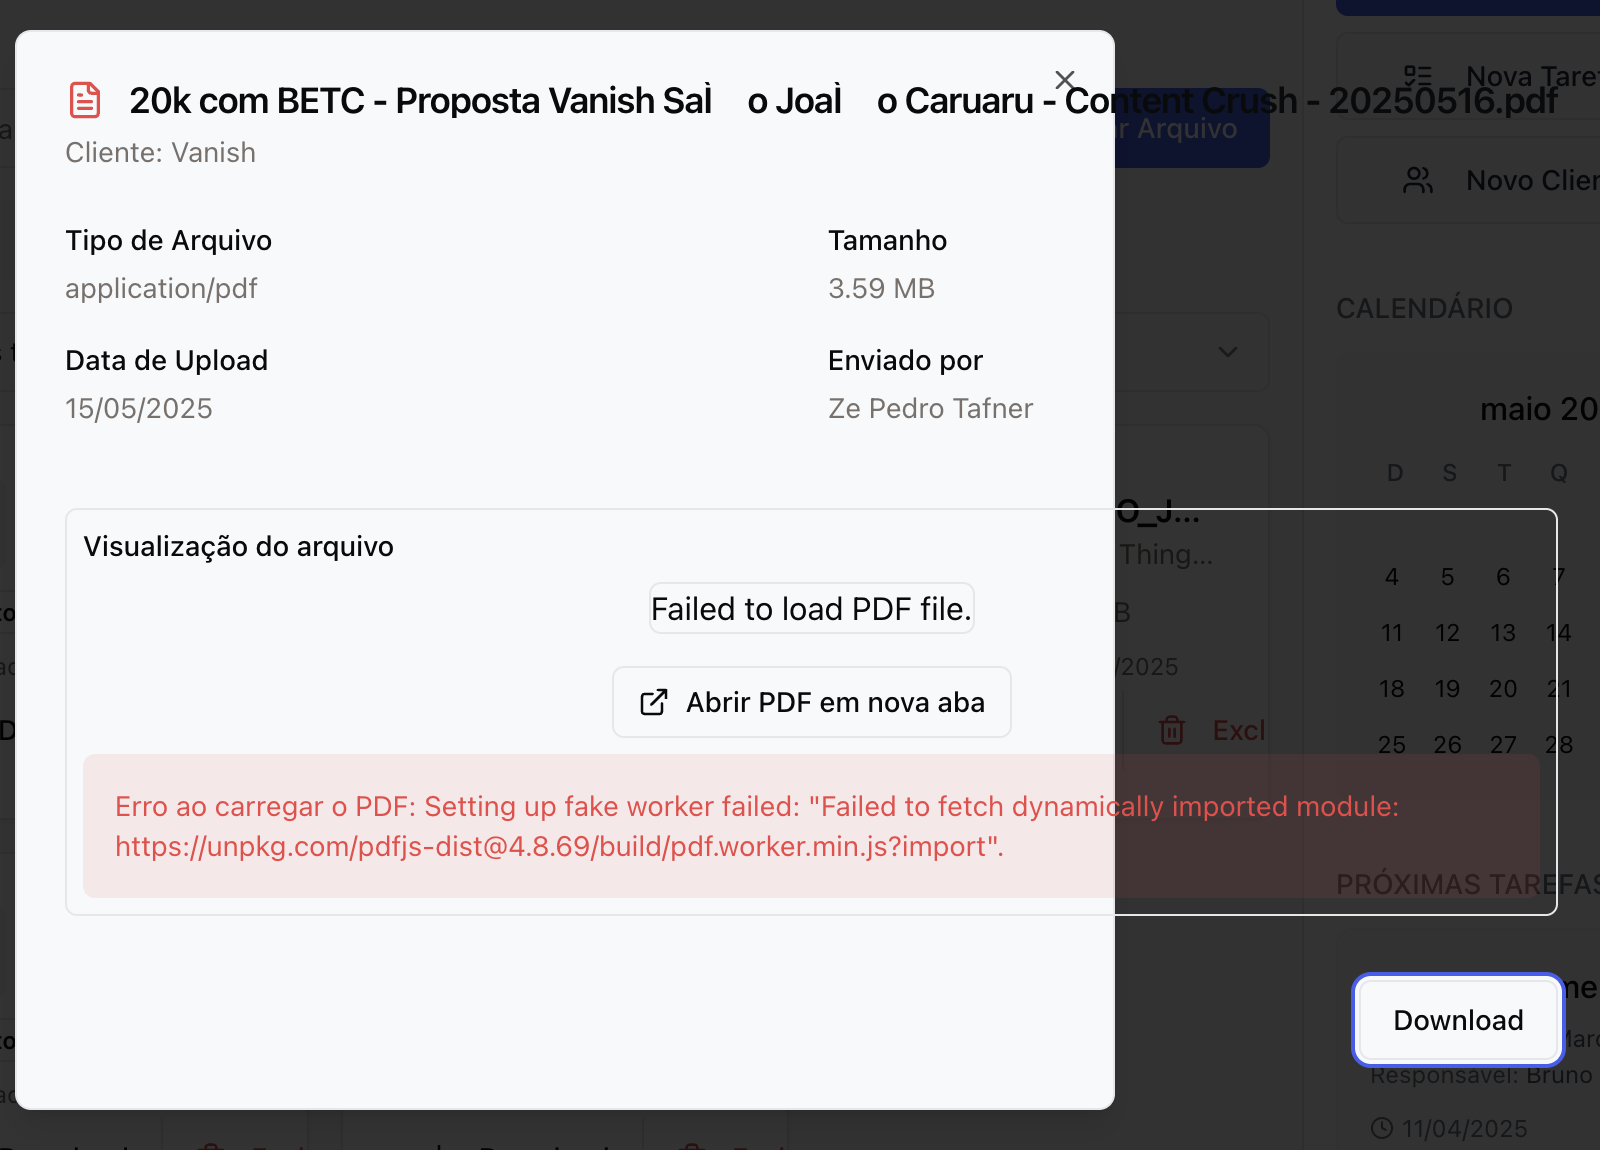 20k com BETC - Proposta Vanish SaÌ o JoaÌ o Caruaru - Content Crush - 20250516.pdf
Cliente: Vanish
Tipo de Arquivo
application/pdf
Tamanho
3.59 MB
Data de Upload
15/05/2025
Enviado por
Ze Pedro Tafner
Visualização do arquivo
Failed to load PDF file.
Abrir PDF em nova aba
Erro ao carregar o PDF: Setting up fake worker failed: "Failed to fetch dynamically imported module:
https://unpkg.com/pdfjs-dist@4.8.69/build/pdf.worker.min.js?import".
Download
Arquivo
O_J...
Thing...
B
/2025
Excl
Nova Taref
Novo Clien
CALENDÁRIO
maio 20
D S T Q
4 5 6 7
11 12 13 14
18 19 20 21
25 26 27 28
PRÓXIMAS TAREFAS
Responsável: Bruno
11/04/2025